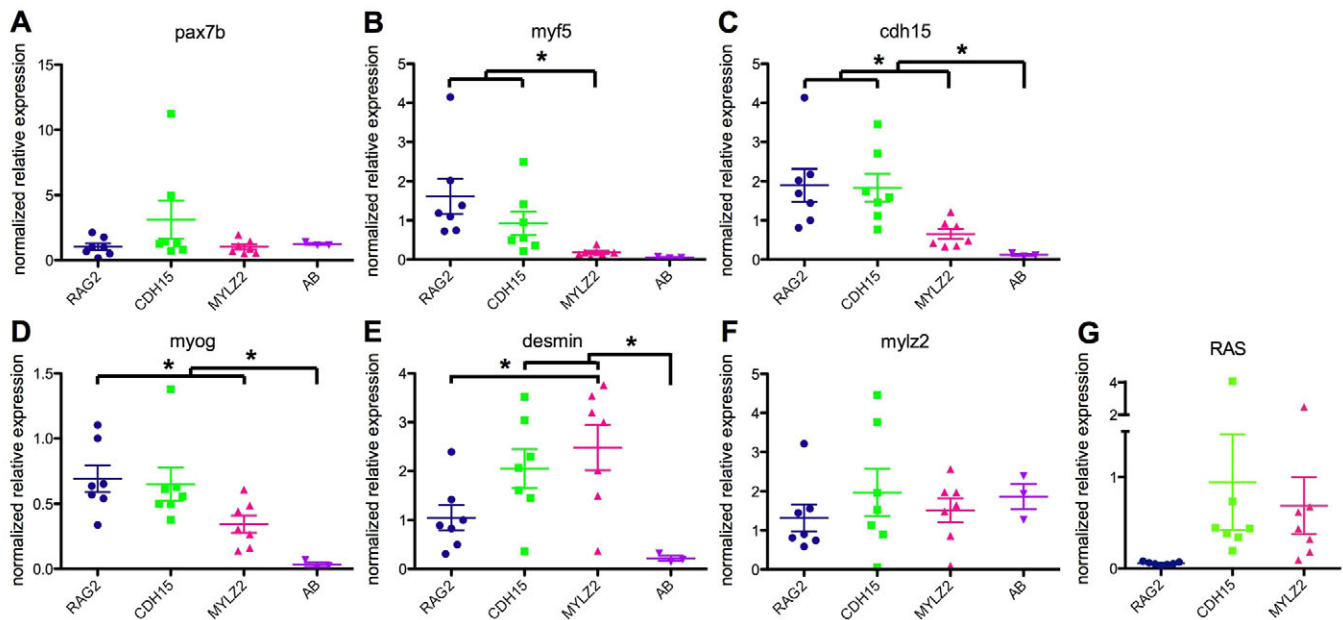 A
pax7b
normalized relative expression
15
10
5
0
RAG2
CDH15
MYLZ2
AB
B
myf5
*
normalized relative expression
5
4
3
2
1
0
RAG2
CDH15
MYLZ2
AB
C
cdh15
* *
normalized relative expression
5
4
3
2
1
0
RAG2
CDH15
MYLZ2
AB
D
myog
* *
normalized relative expression
1.5
1.0
0.5
0.0
RAG2
CDH15
MYLZ2
AB
E
desmin
* *
normalized relative expression
4
3
2
1
0
RAG2
CDH15
MYLZ2
AB
F
mylz2
normalized relative expression
5
4
3
2
1
0
RAG2
CDH15
MYLZ2
AB
G
RAS
normalized relative expression
4
2
1
0
RAG2
CDH15
MYLZ2